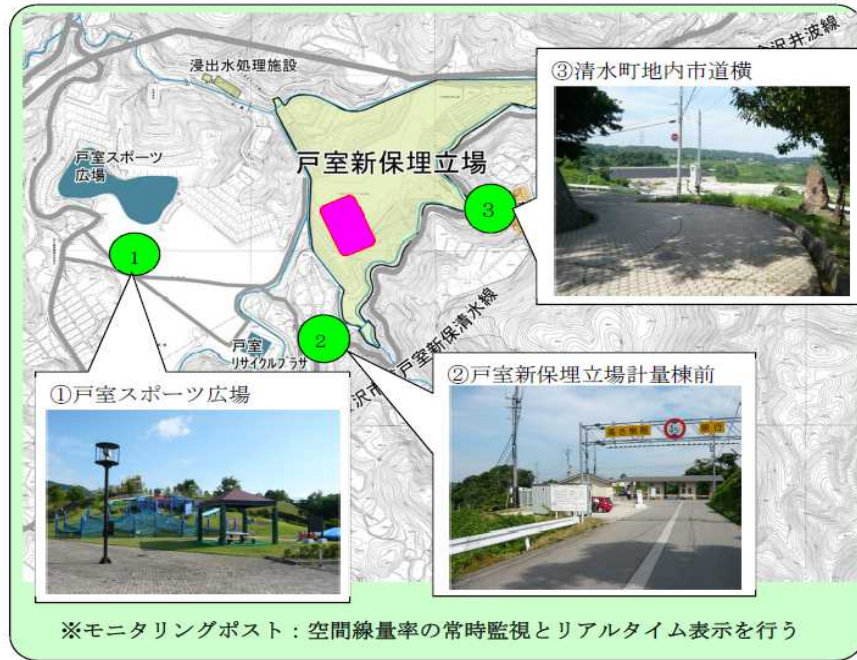 浸出水処理施設
戸室スポーツ
広場
戸室新保埋立場
井波線
③清水町地内市道横
①
②
③
戸室
リサイクルプラザ
戸室新保清水線
①戸室スポーツ広場
②戸室新保埋立場計量棟前
※モニタリングポスト：空間線量率の常時監視とリアルタイム表示を行う